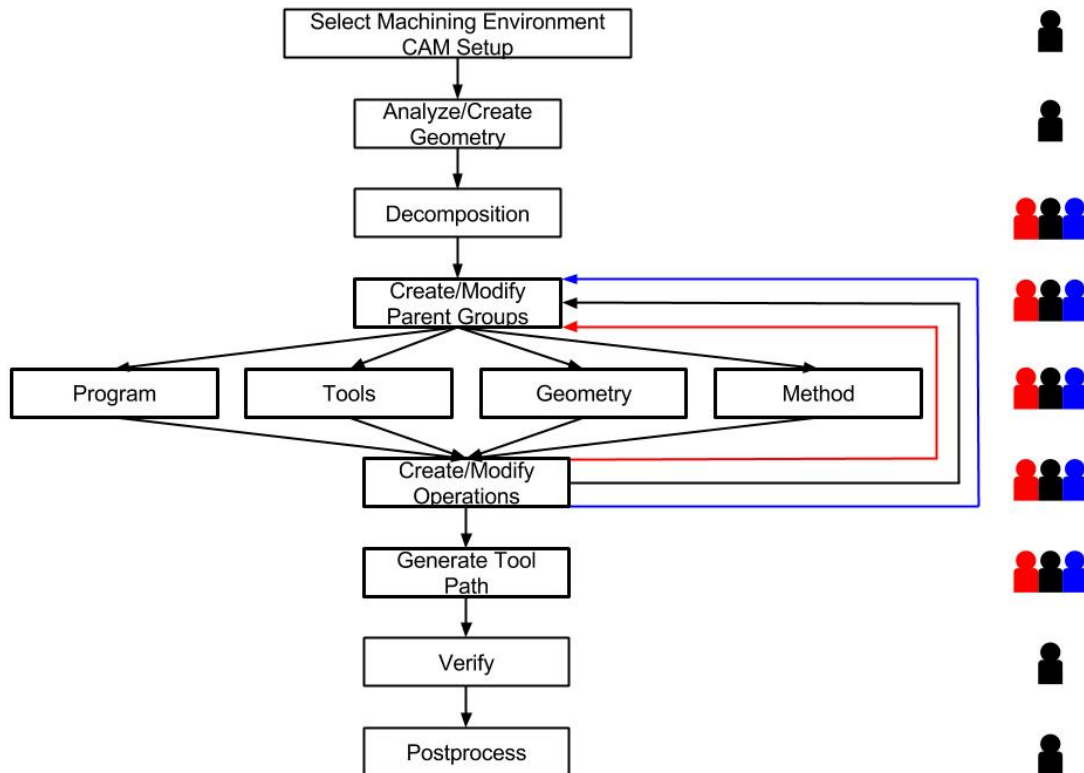 Select Machining Environment
CAM Setup
Analyze/Create
Geometry
Decomposition
Create/Modify
Parent Groups
Program
Tools
Geometry
Method
Create/Modify
Operations
Generate Tool
Path
Verify
Postprocess